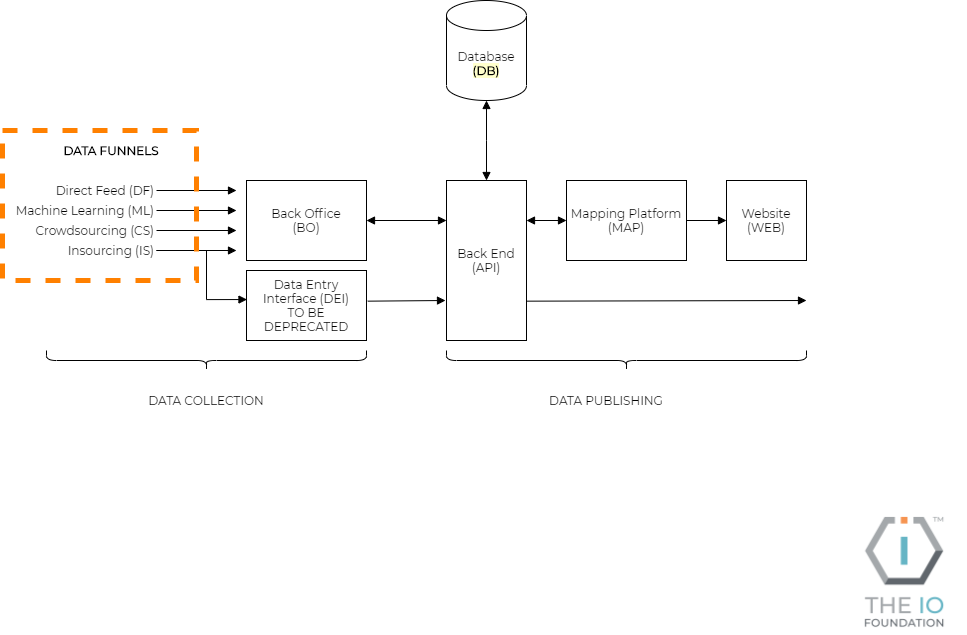 Database
(DB)
DATA FUNNELS
Direct Feed (DF)
Machine Learning (ML)
Crowdsourcing (CS)
Insourcing (IS)
Back Office
(BO)
Data Entry
Interface (DEI)
TO BE
DEPRECATED
Back End
(API)
Mapping Platform
(MAP)
Website
(WEB)
DATA COLLECTION
DATA PUBLISHING
i
TM
THE IO
FOUNDATION